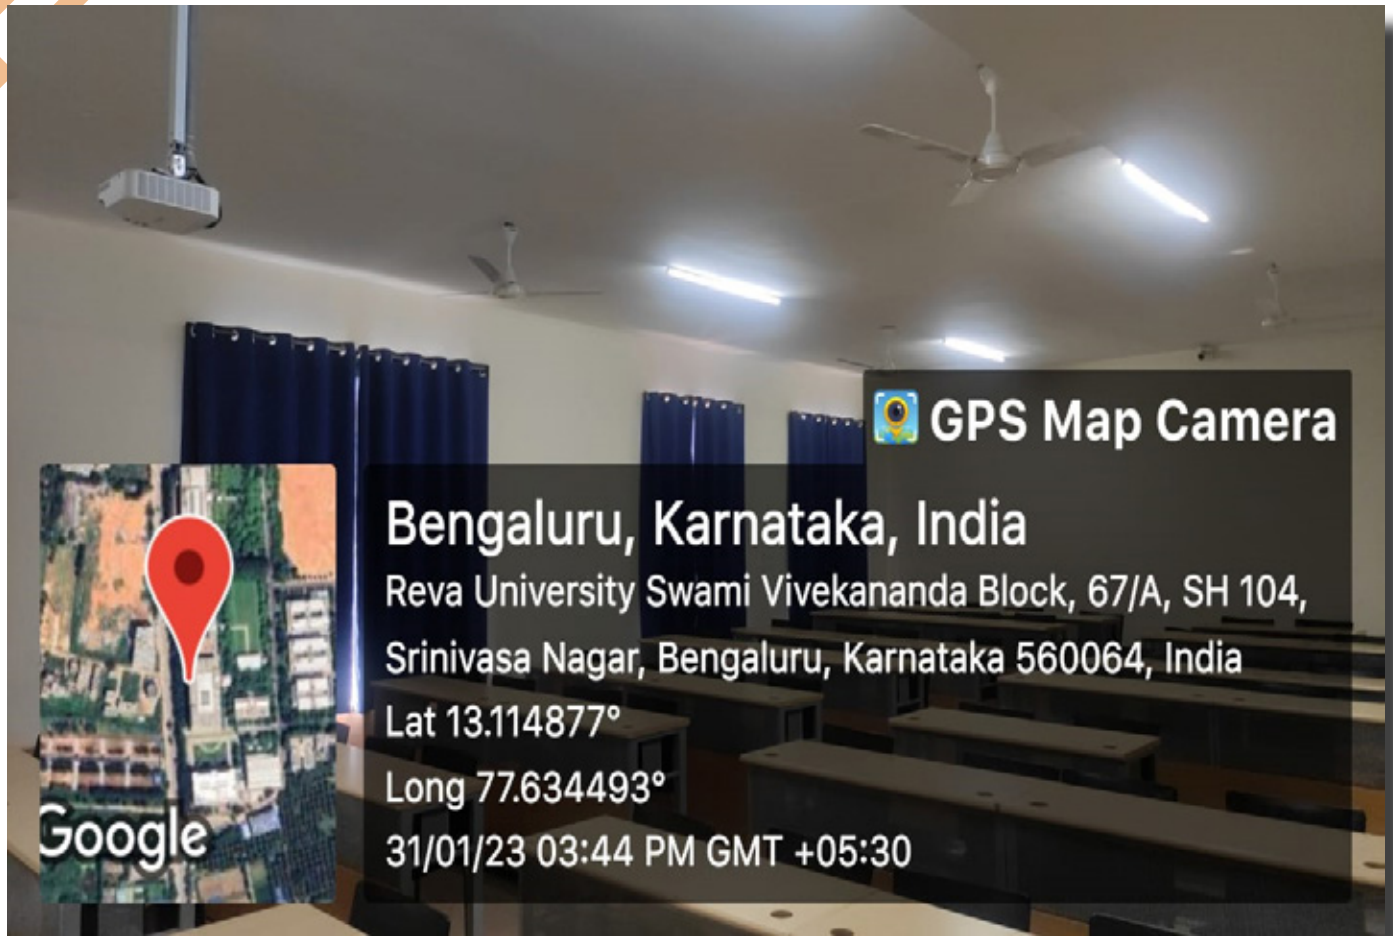 GPS Map Camera
Bengaluru, Karnataka, India
Reva University Swami Vivekananda Block, 67/A, SH 104,
Srinivasa Nagar, Bengaluru, Karnataka 560064, India
Lat 13.114877°
Long 77.634493°
31/01/23 03:44 PM GMT +05:30
Google